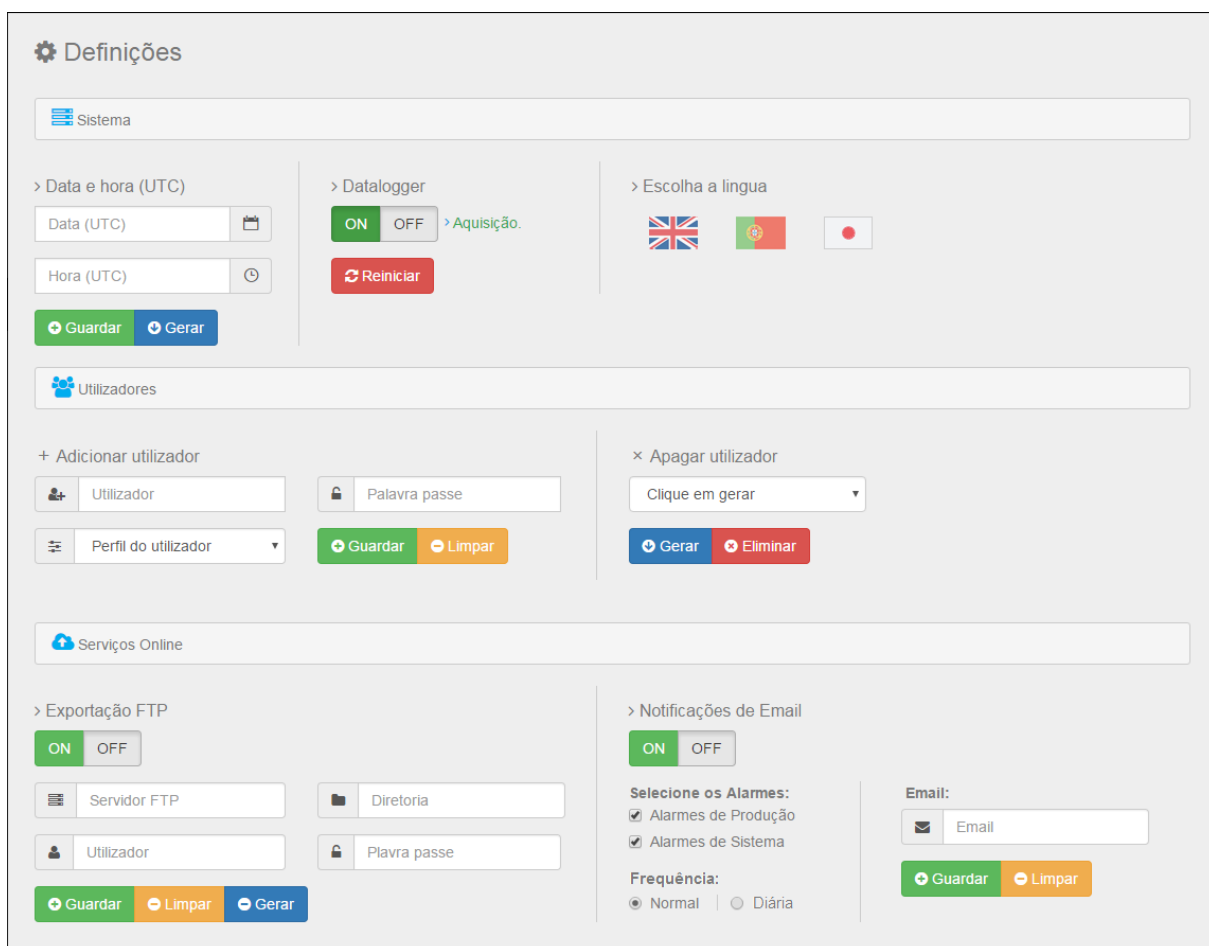 Definições
Sistema
> Data e hora (UTC)
Data (UTC)
Hora (UTC)
Guardar Gerar
> Datalogger
ON OFF > Aquisição.
Reiniciar
> Escolha a lingua
Utilizadores
+ Adicionar utilizador
Utilizador
Palavra passe
Perfil do utilizador
Guardar Limpar
× Apagar utilizador
Clique em gerar
Gerar Eliminar
Serviços Online
> Exportação FTP
ON OFF
Servidor FTP
Diretoria
Utilizador
Plavra passe
Guardar Limpar Gerar
> Notificações de Email
ON OFF
Selecione os Alarmes:
Alarmes de Produção
Alarmes de Sistema
Frequência:
Normal | Diária
Email:
Email
Guardar Limpar